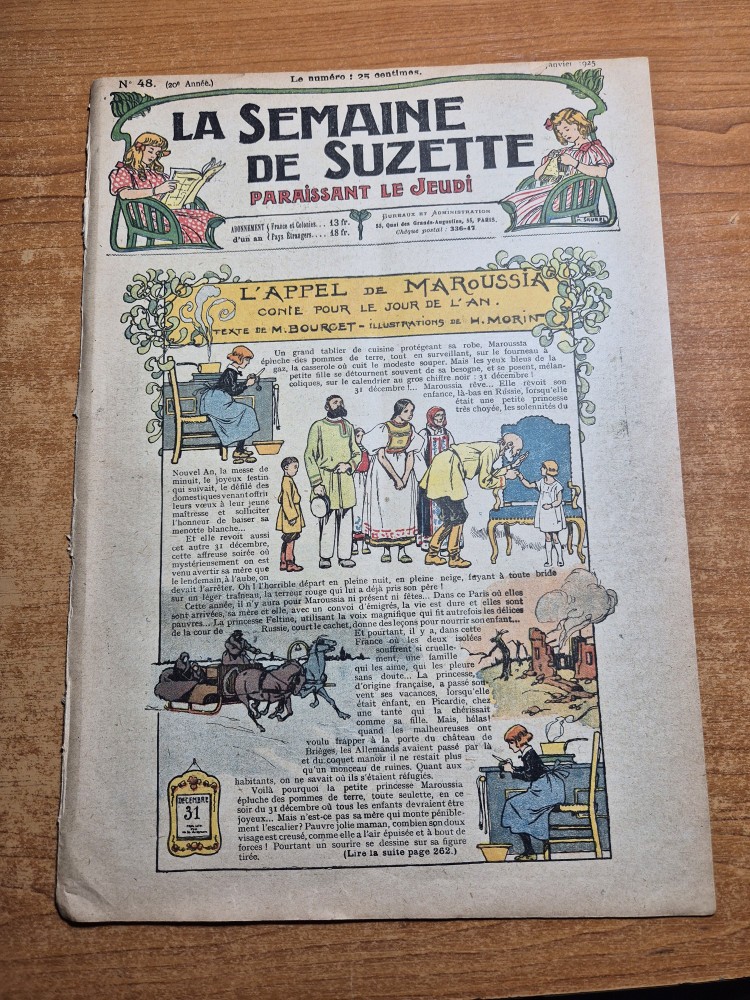 N° 48. (20e Année.)
Le numéro : 25 centimes.
Janvier 1925
LA SEMAINE
DE SUZETTE
PARAISSANT LE JEUDI
ABONNEMENT d'un an { France et Colonies... 13 fr.
Pays Étrangers.... 18 fr.
BUREAUX ET ADMINISTRATION
55, Quai des Grands-Augustins, 55, PARIS.
Chèque postal : 236-42
L'APPEL DE MAROUSSIA
CONTE POUR LE JOUR DE L'AN.
TEXTE DE M. BOURCET - ILLUSTRATIONS DE H. MORIN
Un grand tablier de cuisine protégeant sa robe, Maroussia
épluche des pommes de terre, tout en surveillant, sur le fourneau à
gaz, la casserole où cuit le modeste souper. Mais les yeux bleus de la
petite fille se détournent souvent de sa besogne, et se posent, mélan-
coliques, sur le calendrier au gros chiffre noir : 31 décembre !
31 décembre !... Maroussia rêve... Elle revoit son
enfance, là-bas en Russie, lorsqu'elle
était une petite princesse
très choyée, les solennités du
Nouvel An, la messe de
minuit, le joyeux festin
qui suivait, le défilé des
domestiques venant offrir
leurs vœux à leur jeune
maîtresse et solliciter
l'honneur de baiser sa
menotte blanche...
Et elle revoit aussi
cet autre 31 décembre,
cette affreuse soirée où
mystérieusement on est
venu avertir sa mère que
le lendemain, à l'aube, on
devait l'arrêter. Oh ! l'horrible départ en pleine nuit, en pleine neige, fuyant à toute bride
sur un léger traîneau, la terreur rouge qui lui a déjà pris son père !
Cette année, il n'y aura pour Maroussia ni présent ni fêtes... Dans ce Paris où elles
sont arrivées, sa mère et elle, avec un convoi d'émigrés, la vie est dure et elles sont
pauvres... La princesse Feltine, utilisant la voix magnifique qui fit autrefois les délices
de la cour de Russie, court le cachet, donne des leçons pour nourrir son enfant...
Et pourtant, il y a, dans cette
France où les deux isolées
souffrent si cruelle-
ment, une famille
qui les aime, qui les pleure
sans doute... La princesse,
d'origine française, a passé sou-
vent ses vacances, lorsqu'elle
était enfant, en Picardie, chez
une tante qui la chérissait
comme sa fille. Mais, hélas !
quand les malheureuses ont
voulu frapper à la porte du château de
Brièges, les Allemands avaient passé par là
et du coquet manoir il ne restait plus
qu'un monceau de ruines. Quant aux
habitants, on ne savait où ils s'étaient réfugiés.
Voilà pourquoi la petite princesse Maroussia
épluche des pommes de terre, toute seulette, en ce
soir du 31 décembre où tous les enfants devraient être
joyeux... Mais n'est-ce pas sa mère qui monte pénible-
ment l'escalier ? Pauvre jolie maman, combien son doux
visage est creusé, comme elle a l'air épuisée et à bout de
forces ! Pourtant un sourire se dessine sur sa figure
tirée.
(Lire la suite page 262.)
DECEMBRE
31